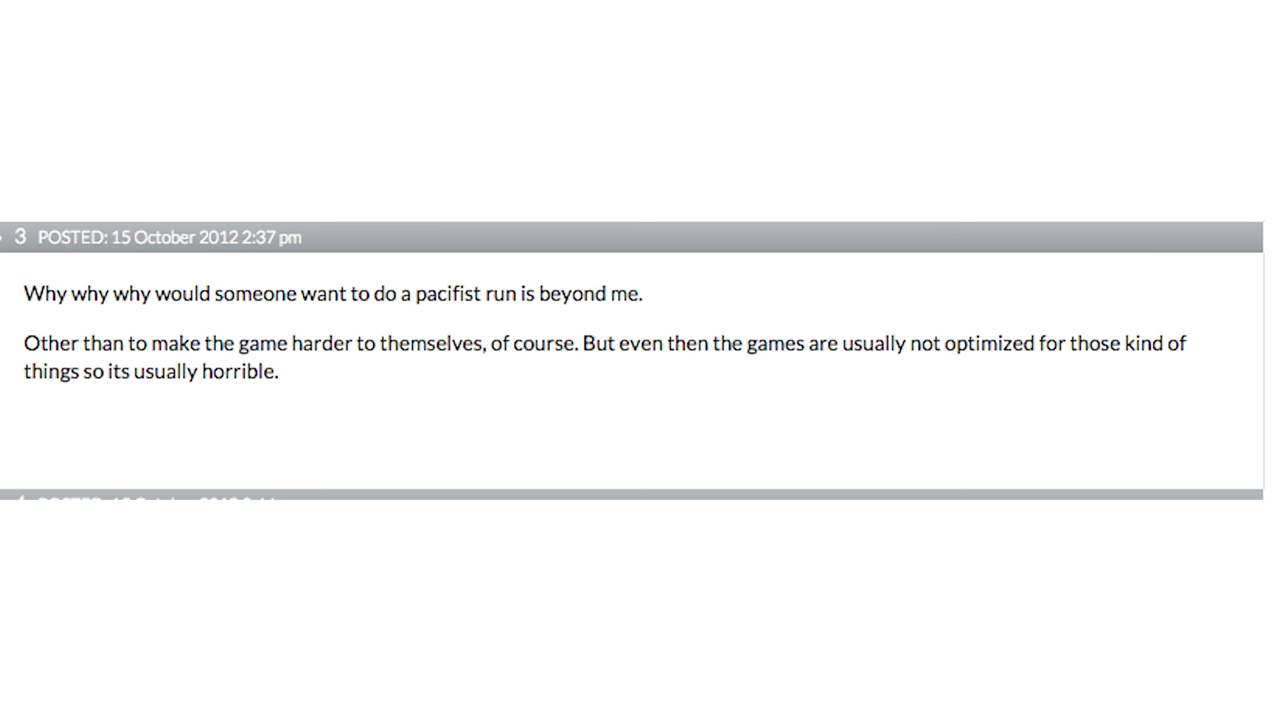 3 POSTED: 15 October 2012 2:37 pm
Why why why would someone want to do a pacifist run is beyond me.
Other than to make the game harder to themselves, of course. But even then the games are usually not optimized for those kind of
things so its usually horrible.